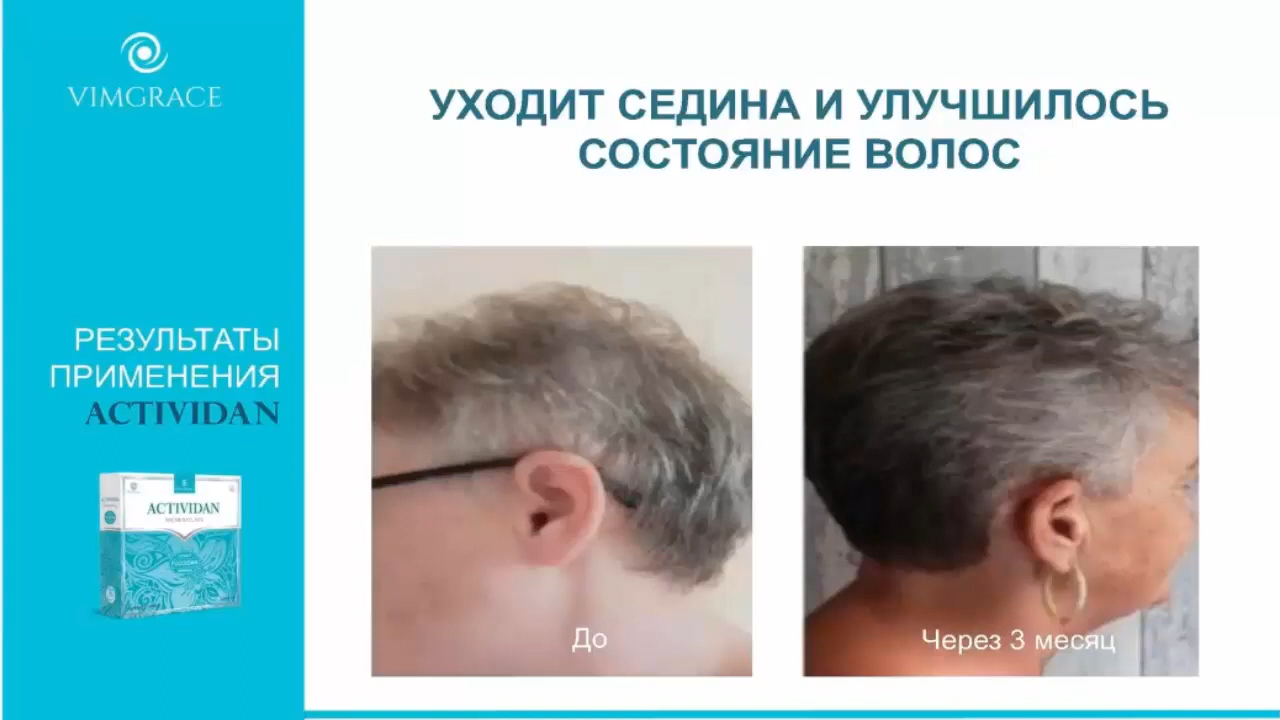 VIMGRACE
УХОДИТ СЕДИНА И УЛУЧШИЛОСЬ
СОСТОЯНИЕ ВОЛОС
РЕЗУЛЬТАТЫ
ПРИМЕНЕНИЯ
ACTIVIDAN
ACTIVIDAN
До
Через 3 месяц